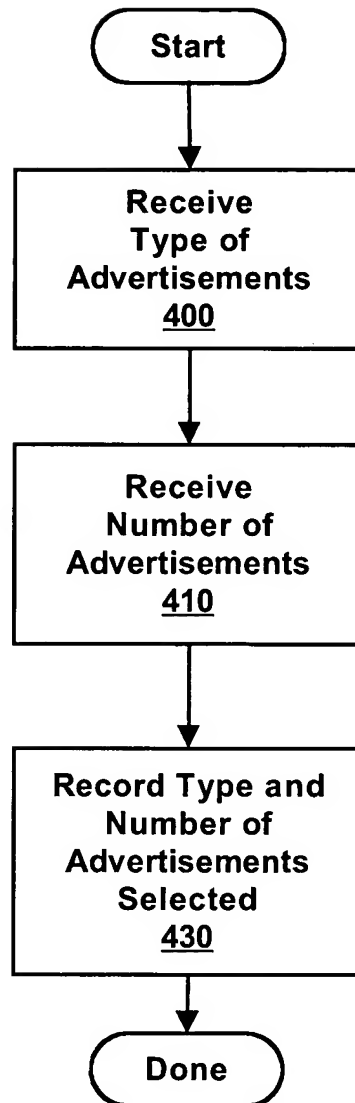 Start
Receive
Type of
Advertisements
400
Receive
Number of
Advertisements
410
Record Type and
Number of
Advertisements
Selected
430
Done